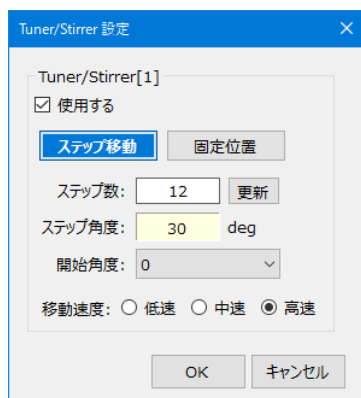 Tuner/Stirrer 設定
Tuner/Stirrer[1]
使用する
ステップ移動 固定位置
ステップ数: 12 更新
ステップ角度: 30 deg
開始角度: 0
移動速度: 低速 中速 高速
OK キャンセル